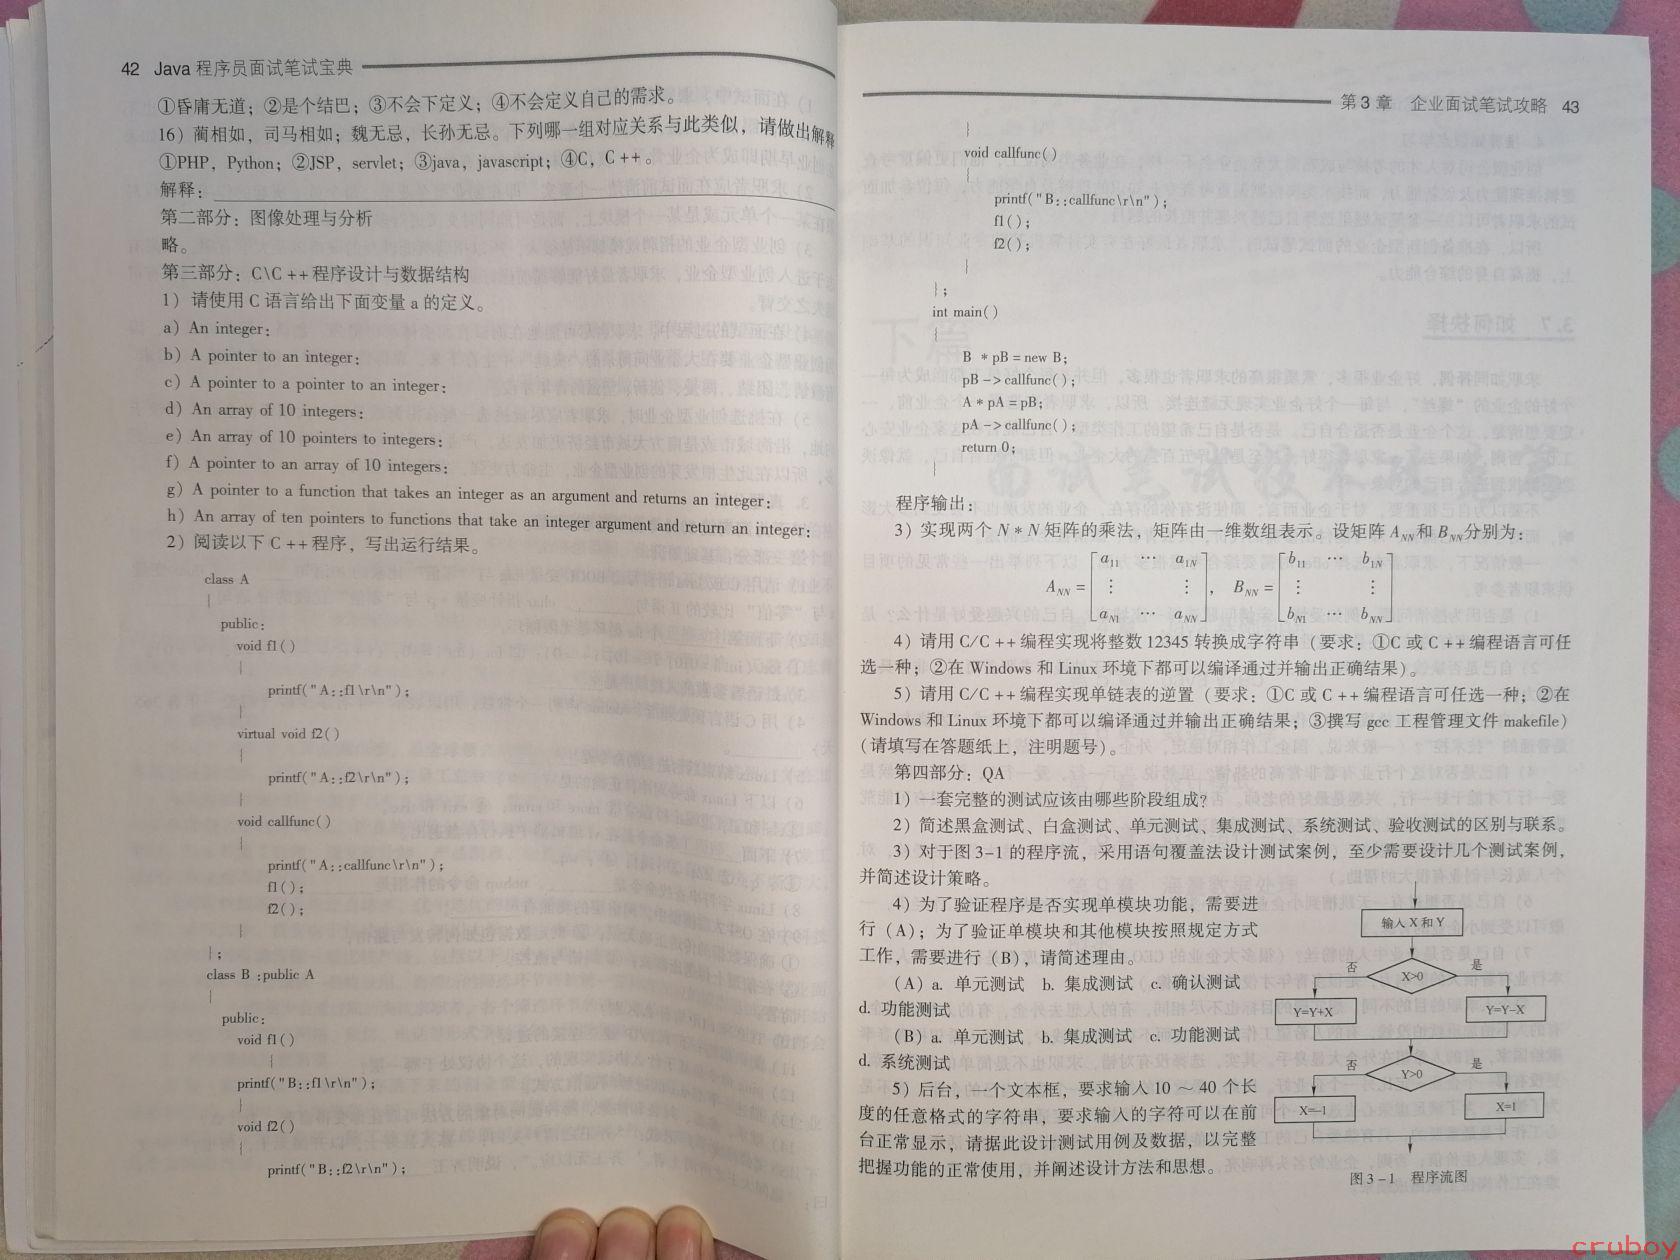 42 Java 程序员面试笔试宝典
①昏庸无道；②是个结巴；③不会下定义；④不会定义自己的需求。
16）蔺相如，司马相如；魏无忌，长孙无忌。下列哪一组对应关系与此类似，请做出解释
①PHP，Python；②JSP，servlet；③java，javascript；④C，C++。
解释：
第二部分：图像处理与分析
略。
第三部分：C\C++程序设计与数据结构
1）请使用 C 语言给出下面变量 a 的定义。
a) An integer:
b) A pointer to an integer:
c) A pointer to a pointer to an integer:
d) An array of 10 integers:
e) An array of 10 pointers to integers:
f) A pointer to an array of 10 integers:
g) A pointer to a function that takes an integer as an argument and returns an integer:
h) An array of ten pointers to functions that take an integer argument and return an integer:
2）阅读以下 C++程序，写出运行结果。
class A
{
public:
void f1()
{
printf("A::f1\r\n");
}
virtual void f2()
{
printf("A::f2\r\n");
}
void callfunc()
{
printf("A::callfunc\r\n");
f1();
f2();
}
};
class B :public A
{
public:
void f1()
{
printf("B::f1\r\n");
}
void f2()
{
printf("B::f2\r\n");
第3章 企业面试笔试攻略 43
}
void callfunc()
{
printf("B::callfunc\r\n");
f1();
f2();
}
};
int main()
{
B *pB=new B;
pB->callfunc();
A *pA=pB;
pA->callfunc();
return 0;
}
程序输出：
3）实现两个 N*N 矩阵的乘法，矩阵由一维数组表示。设矩阵 ANN和 BNN分别为：
a11 … a1N b11 … b1N
ANN = ⋮ ⋮ ， BNN = ⋮ ⋮
aN1 … aNN bN1 … bNN
4）请用 C/C++编程实现将整数 12345 转换成字符串（要求：①C 或 C++编程语言可任
选一种；②在 Windows 和 Linux 环境下都可以编译通过并输出正确结果）。
5）请用 C/C++编程实现单链表的逆置（要求：①C 或 C++编程语言可任选一种；②在
Windows 和 Linux 环境下都可以编译通过并输出正确结果；③撰写 gcc 工程管理文件 makefile）
（请填写在答题纸上，注明题号）。
第四部分：QA
1）一套完整的测试应该由哪些阶段组成？
2）简述黑盒测试、白盒测试、单元测试、集成测试、系统测试、验收测试的区别与联系。
3）对于图 3-1 的程序流，采用语句覆盖法设计测试案例，至少需要设计几个测试案例，
并简述设计策略。
4）为了验证程序是否实现单模块功能，需要进
行（A）；为了验证单模块和其他模块按照规定方式
工作，需要进行（B），请简述理由。
（A）a. 单元测试 b. 集成测试 c. 确认测试
d. 功能测试
（B）a. 单元测试 b. 集成测试 c. 功能测试
d. 系统测试
5）后台，一个文本框，要求输入 10～40 个长
度的任意格式的字符串，要求输入的字符可以在前
台正常显示，请据此设计测试用例及数据，以完整
把握功能的正常使用，并阐述设计方法和思想。
输入X和Y
否 X>0 是
Y=Y+X Y=Y-X
否 Y>0 是
X=-1 X=1
图 3-1 程序流图
cruboy